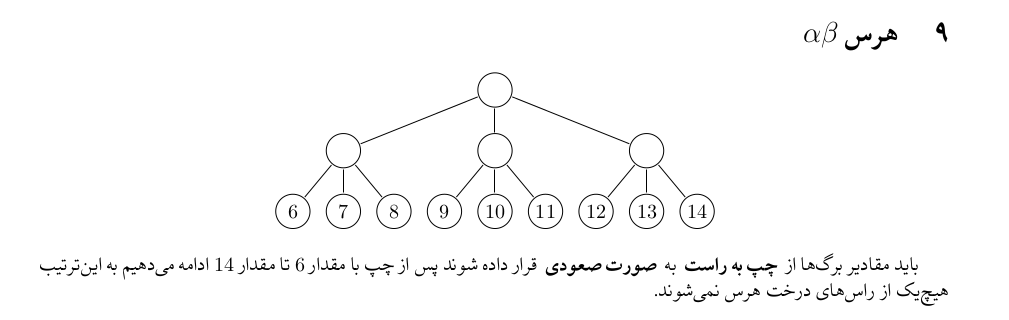 ۹ هرس αβ
6 7 8 9 10 11 12 13 14
باید مقادیر برگ‌ها از چپ به راست به صورت صعودی قرار داده شوند پس از چپ با مقدار 6 تا مقدار 14 ادامه می‌دهیم به این‌ترتیب
هیچ‌یک از راس‌های درخت هرس نمی‌شوند.